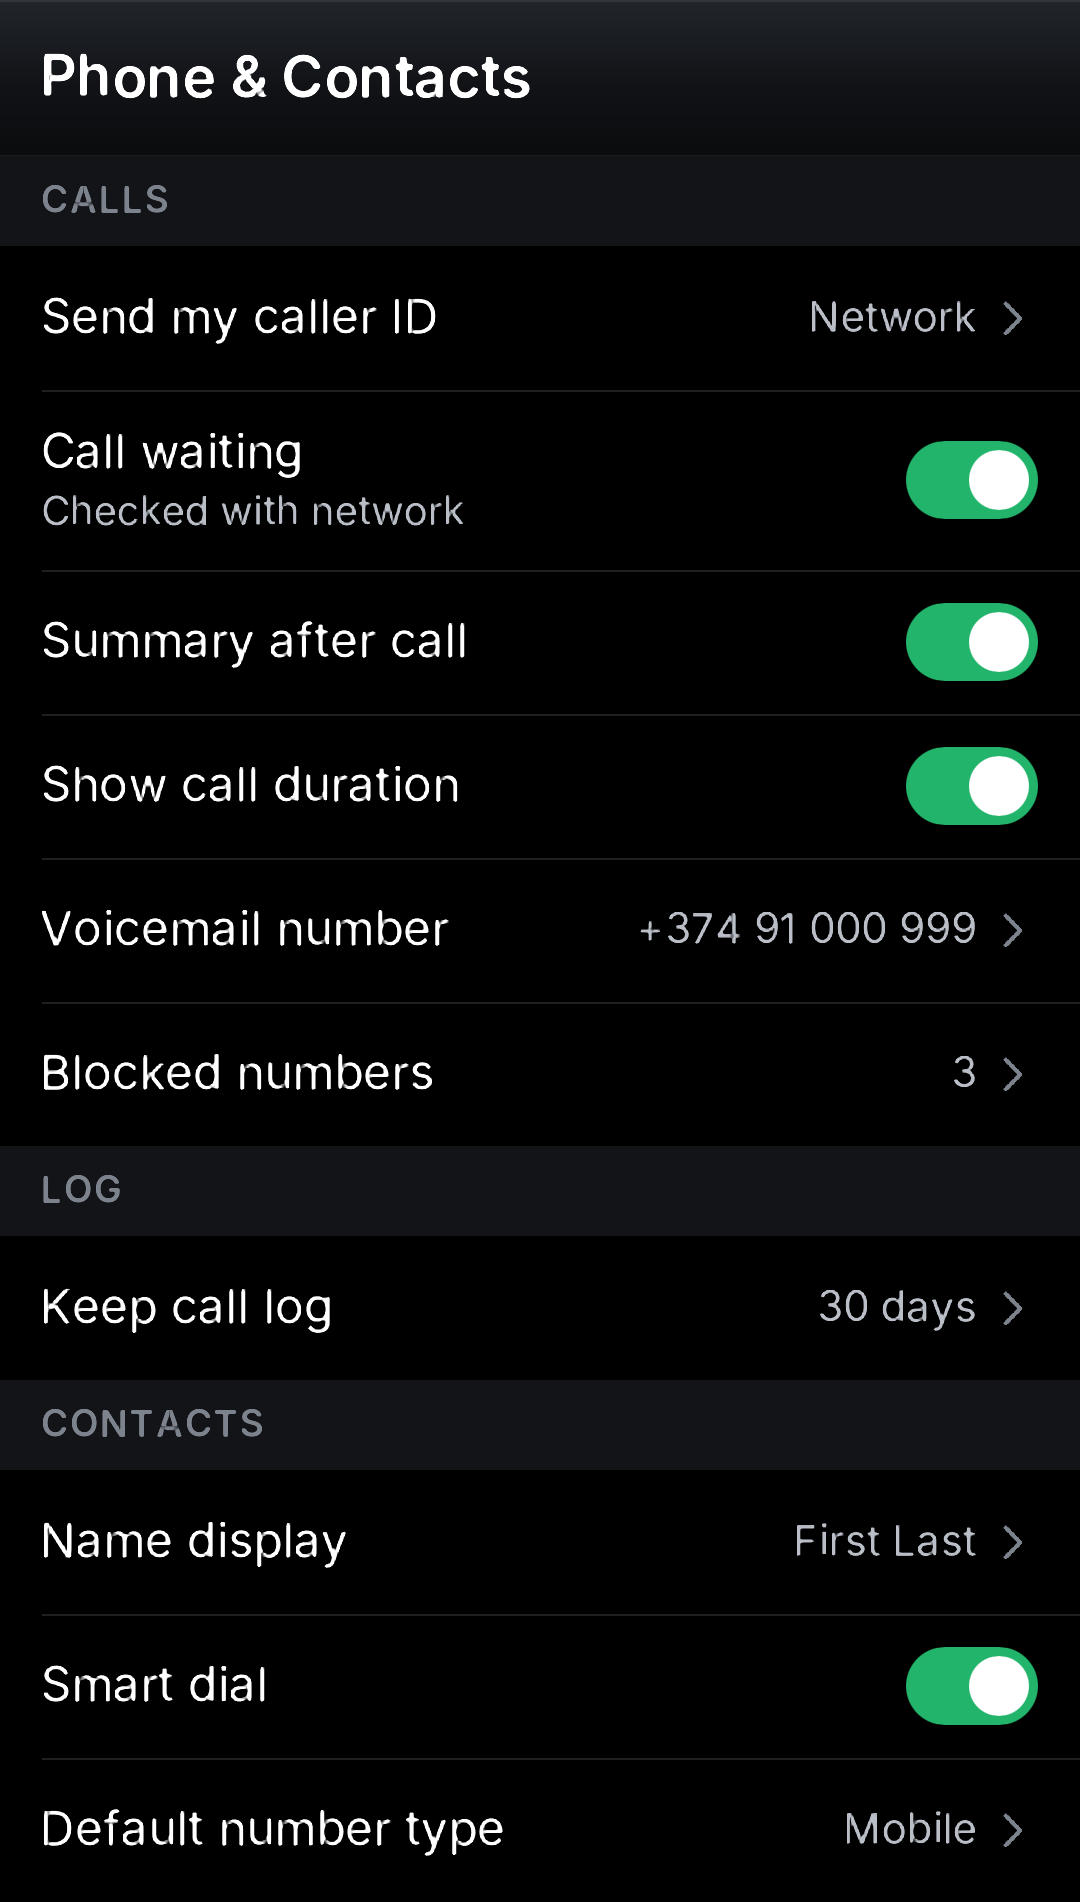 Phone & Contacts
CALLS
Send my caller ID Network
Call waiting
Checked with network
Summary after call
Show call duration
Voicemail number +374 91 000 999
Blocked numbers 3
LOG
Keep call log 30 days
CONTACTS
Name display First Last
Smart dial
Default number type Mobile